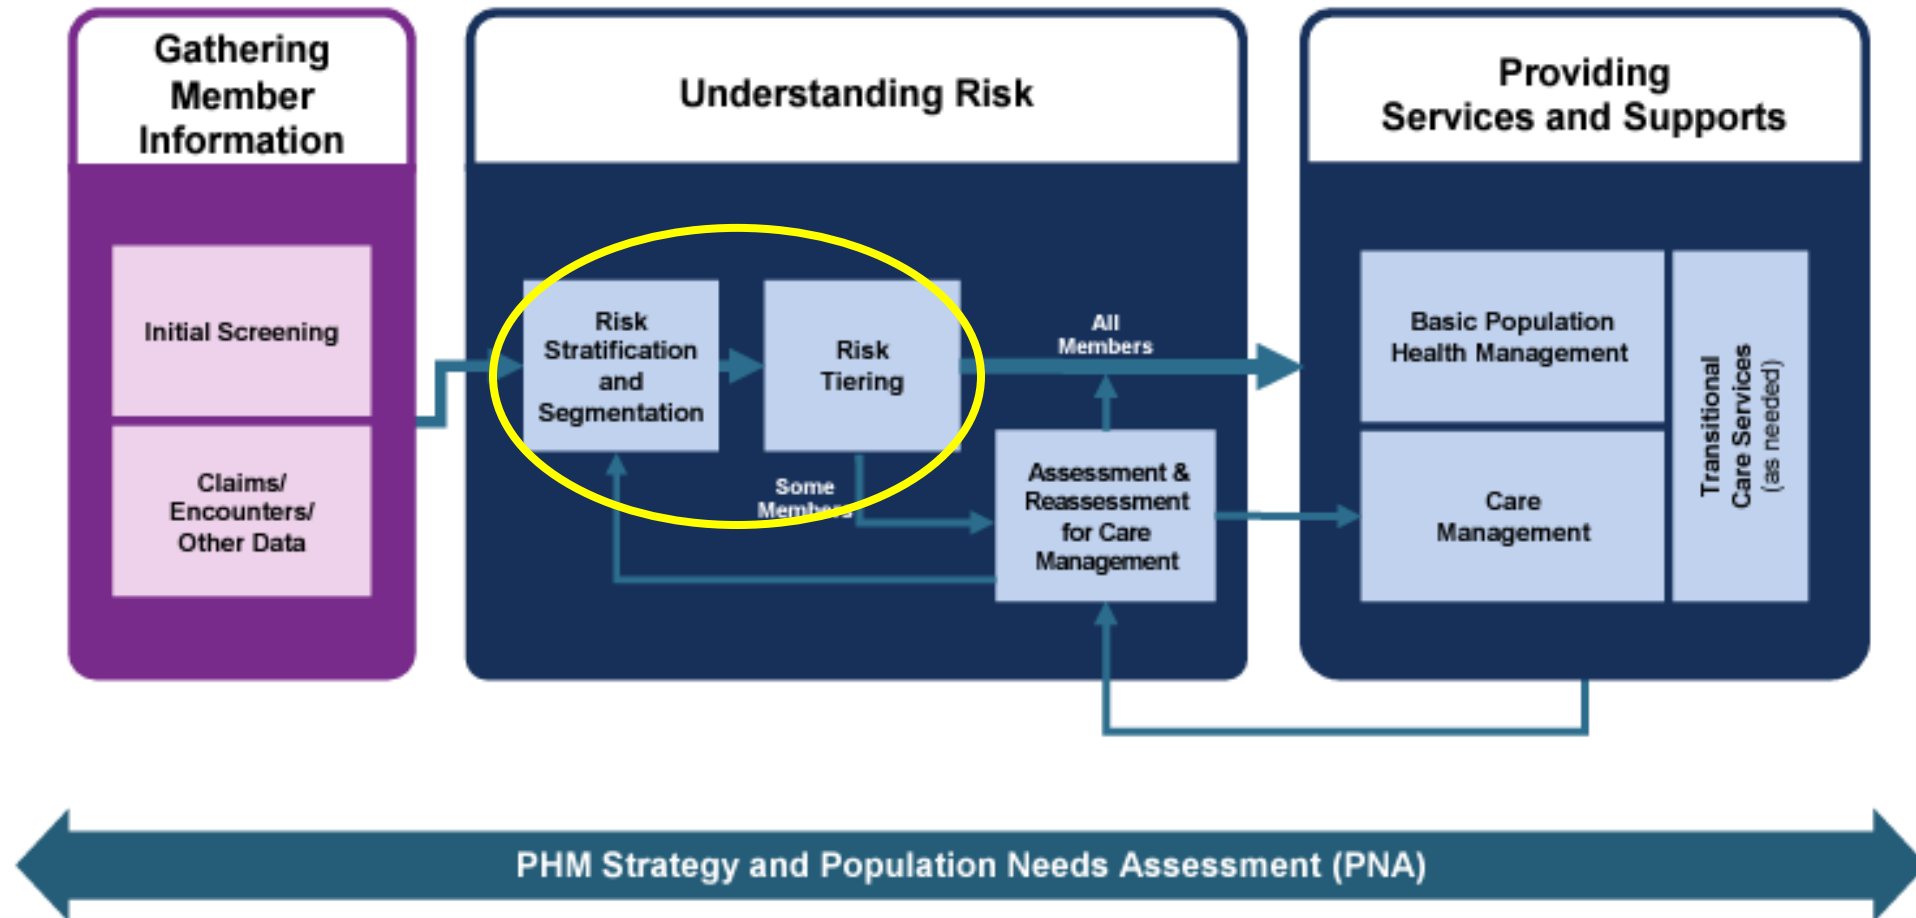 Gathering
Member
Information
Initial Screening
Claims/
Encounters/
Other Data
Understanding Risk
Risk
Stratification
and
Segmentation
Risk
Tiering
All
Members
Some
Members
Assessment &
Reassessment
for Care
Management
Providing
Services and Supports
Basic Population
Health Management
Care
Management
Transitional
Care Services
(as needed)
PHM Strategy and Population Needs Assessment (PNA)